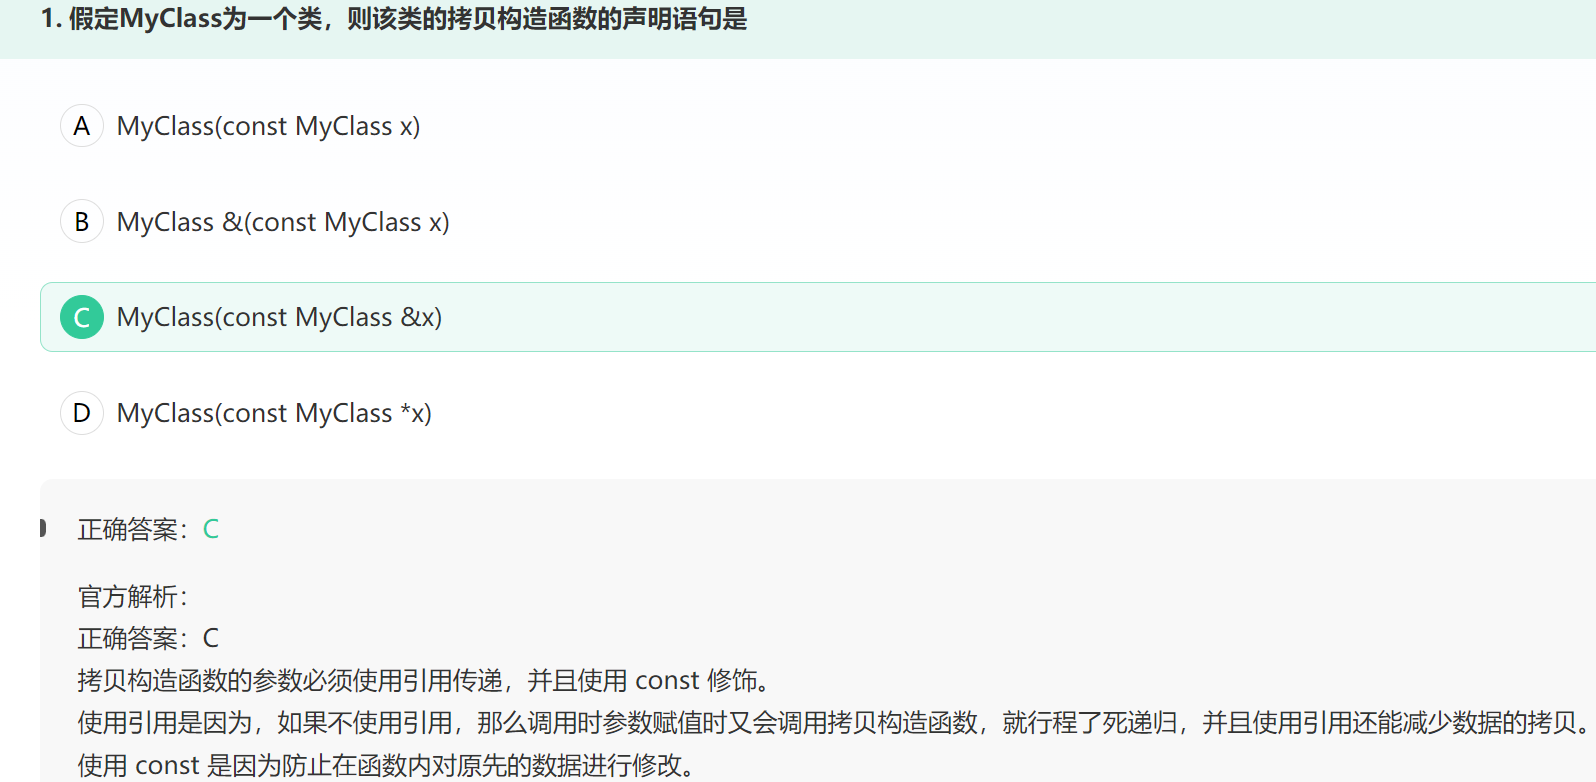 1. 假定MyClass为一个类，则该类的拷贝构造函数的声明语句是
A MyClass(const MyClass x)
B MyClass &(const MyClass x)
C MyClass(const MyClass &x)
D MyClass(const MyClass *x)
正确答案：C
官方解析：
正确答案：C
拷贝构造函数的参数必须使用引用传递，并且使用 const 修饰。
使用引用是因为，如果不使用引用，那么调用时参数赋值时又会调用拷贝构造函数，就行程了死递归，并且使用引用还能减少数据的拷贝。
使用 const 是因为防止在函数内对原先的数据进行修改。